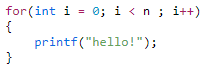 for(int i = 0; i < n ; i++)
{
    printf("hello!");
}